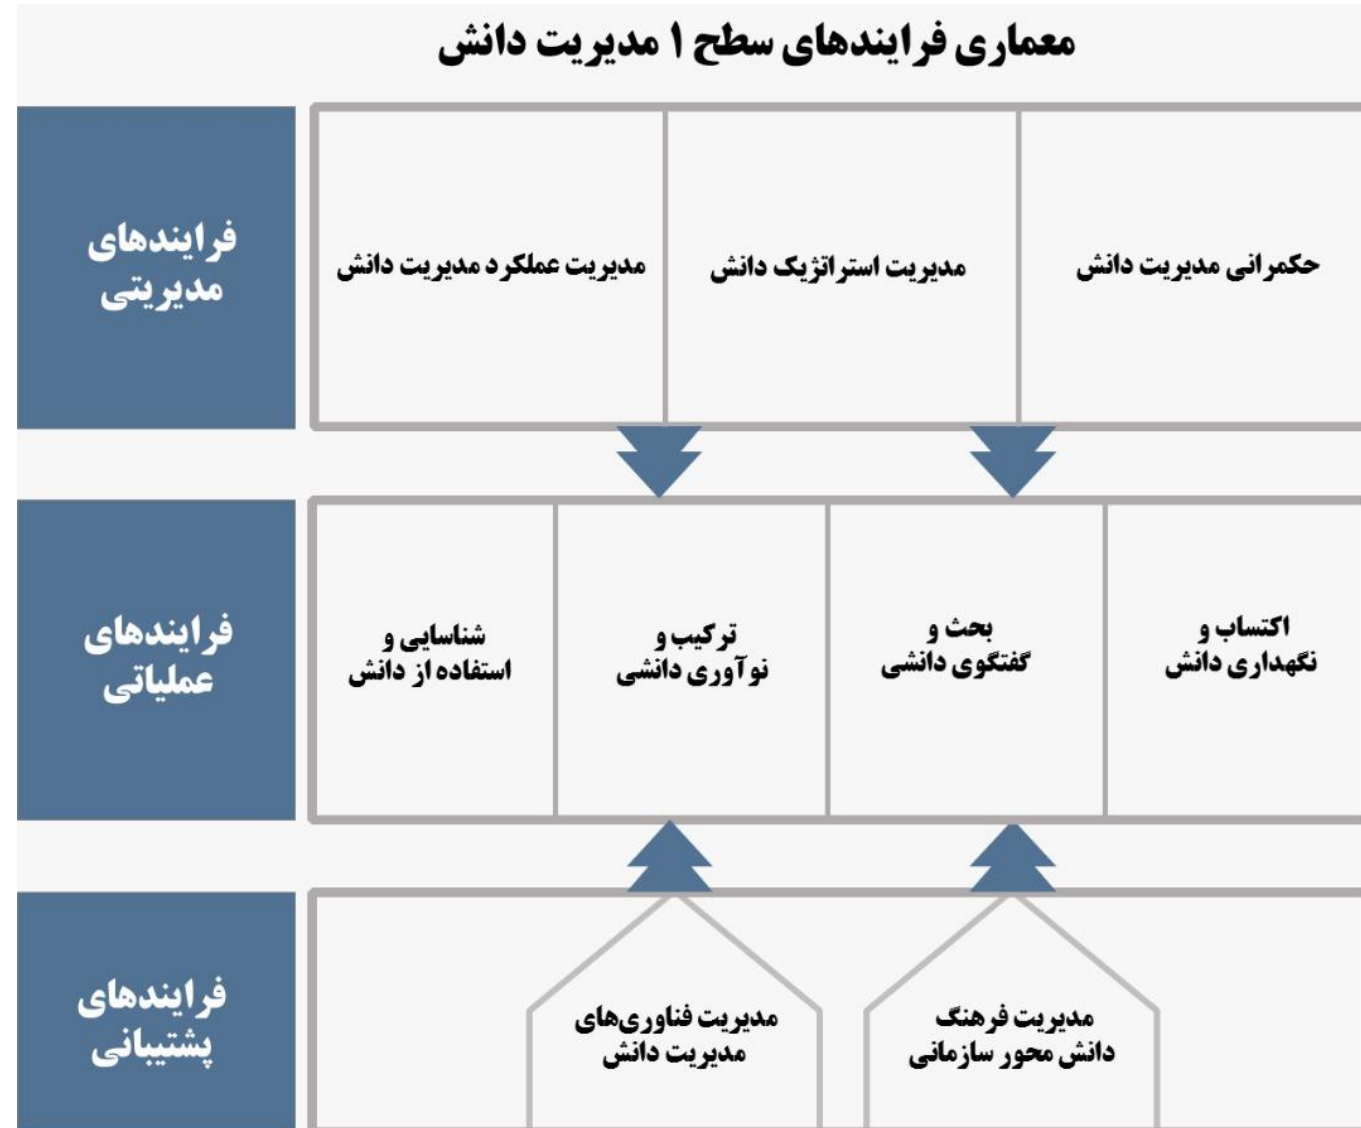 معماری فرایندهای سطح ۱ مدیریت دانش
فرایندهای
مدیریتی
حکمرانی مدیریت دانش
مدیریت استراتژیک دانش
مدیریت عملکرد مدیریت دانش
فرایندهای
عملیاتی
اکتساب و
نگهداری دانش
بحث و
گفتگوی دانشی
ترکیب و
نوآوری دانشی
شناسایی و
استفاده از دانش
فرایندهای
پشتیبانی
مدیریت فرهنگ
دانش محور سازمانی
مدیریت فناوری‌های
مدیریت دانش